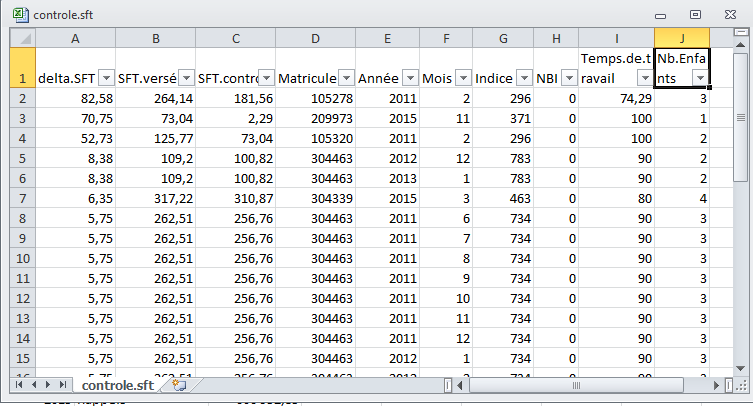 controle.sft
A B C D E F G H I J
Temps.de.t Nb.Enfa
1 delta.SFT SFT.versé SFT.contro Matricule Année Mois Indice NBI ravail nts
2 82,58 264,14 181,56 105278 2011 2 296 0 74,29 3
3 70,75 73,04 2,29 209973 2015 11 371 0 100 1
4 52,73 125,77 73,04 105320 2011 2 296 0 100 2
5 8,38 109,2 100,82 304463 2012 12 783 0 90 2
6 8,38 109,2 100,82 304463 2013 1 783 0 90 2
7 6,35 317,22 310,87 304339 2015 3 463 0 80 4
8 5,75 262,51 256,76 304463 2011 6 734 0 90 3
9 5,75 262,51 256,76 304463 2011 7 734 0 90 3
10 5,75 262,51 256,76 304463 2011 8 734 0 90 3
11 5,75 262,51 256,76 304463 2011 9 734 0 90 3
12 5,75 262,51 256,76 304463 2011 10 734 0 90 3
13 5,75 262,51 256,76 304463 2011 11 734 0 90 3
14 5,75 262,51 256,76 304463 2011 12 734 0 90 3
15 5,75 262,51 256,76 304463 2012 1 734 0 90 3
controle.sft